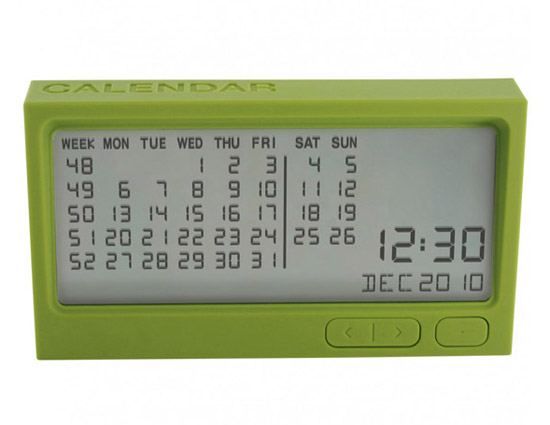 CALENDAR
WEEK MON TUE WED THU FRI SAT SUN
48 1 2 3 4 5
49 6 7 8 9 10 11 12
50 13 14 15 16 17 18 19
51 20 21 22 23 24 25 26
52 27 28 29 30 31
12:30
DEC 2010
< | > ·